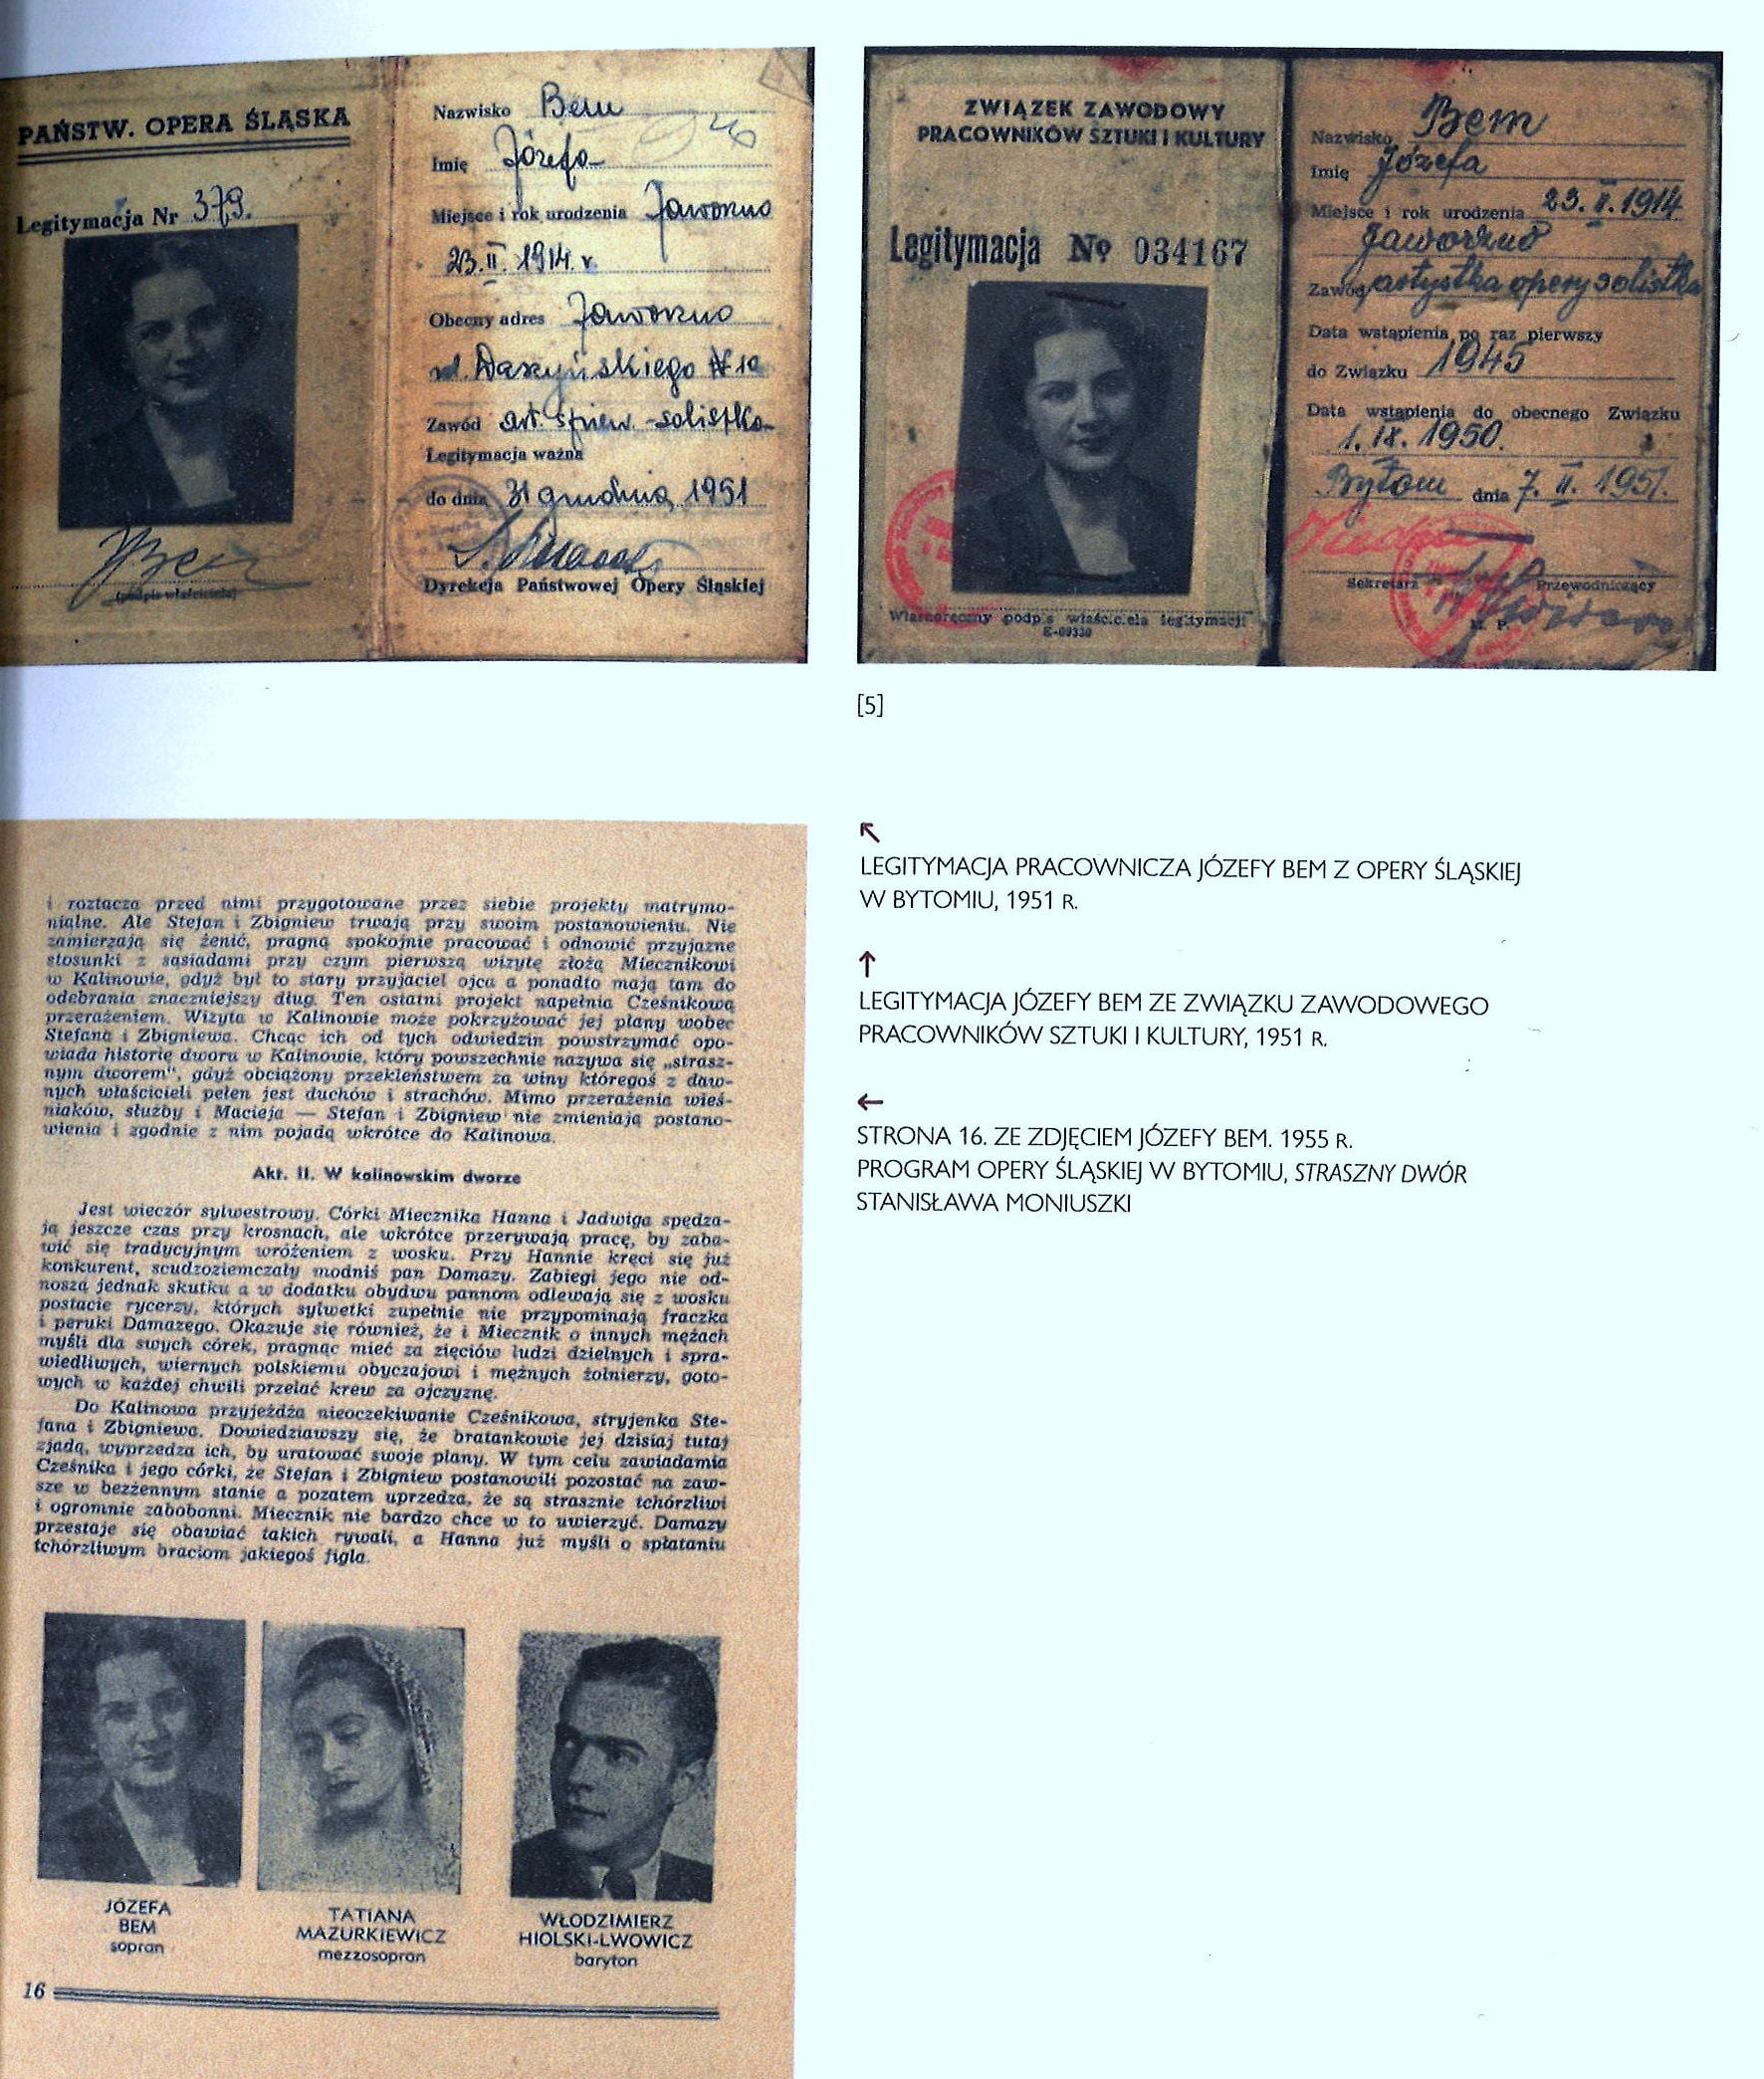 PAŃSTW. OPERA ŚLĄSKA
Legitymacja Nr 379.
(podpis właściciela)
Nazwisko Bem
Imię Józefa
Miejsce i rok urodzenia Jaworzno
23.II.1914. r.
Obecny adres Jaworzno
ul. Daszyńskiego № 10
Zawód art. śpiew. - solistka
Legitymacja ważna
do dnia 31 grudnia 1951
Dyrekcja Państwowej Opery Śląskiej
ZWIĄZEK ZAWODOWY
PRACOWNIKÓW SZTUKI I KULTURY
Legitymacja № 034167
Własnoręczny podpis właściciela legitymacji
E-09330
Nazwisko Bem
Imię Józefa
Miejsce i rok urodzenia 23.II.1914
Jaworzno
Zawód artystka opery solistka
Data wstąpienia po raz pierwszy
do Związku 1945
Data wstąpienia do obecnego Związku
1. IX. 1950.
Bytom dnia 7. II. 1951.
Sekretarz Przewodniczący
M. P.
[5]
↖
LEGITYMACJA PRACOWNICZA JÓZEFY BEM Z OPERY ŚLĄSKIEJ
W BYTOMIU, 1951 R.
↑
LEGITYMACJA JÓZEFY BEM ZE ZWIĄZKU ZAWODOWEGO
PRACOWNIKÓW SZTUKI I KULTURY, 1951 R.
←
STRONA 16. ZE ZDJĘCIEM JÓZEFY BEM. 1955 R.
PROGRAM OPERY ŚLĄSKIEJ W BYTOMIU, STRASZNY DWÓR
STANISŁAWA MONIUSZKI
i roztacza przed nimi przygotowane przez siebie projekty matrymo-
nialne. Ale Stefan i Zbigniew trwają przy swoim postanowieniu. Nie
zamierzają się żenić, pragną spokojnie pracować i odnowić przyjazne
stosunki z sąsiadami przy czym pierwszą wizytę złożą Miecznikowi
w Kalinowie, gdyż był to stary przyjaciel ojca a ponadto mają tam do
odebrania znaczniejszy dług. Ten ostatni projekt napełnia Cześnikową
przerażeniem. Wizyta w Kalinowie może pokrzyżować jej plany wobec
Stefana i Zbigniewa. Chcąc ich od tych odwiedzin powstrzymać opo-
wiada historię dworu w Kalinowie, który powszechnie nazywa się „strasz-
nym dworem“, gdyż obciążony przekleństwem za winy któregoś z daw-
nych właścicieli pełen jest duchów i strachów. Mimo przerażenia wieś-
niaków, służby i Macieja — Stefan i Zbigniew nie zmieniają postano-
wienia i zgodnie z nim pojadą wkrótce do Kalinowa.
Akt. II. W kalinowskim dworze
Jest wieczór sylwestrowy. Córki Miecznika Hanna i Jadwiga spędza-
ją jeszcze czas przy krosnach, ale wkrótce przerywają pracę, by zaba-
wić się tradycyjnym wróżeniem z wosku. Przy Hannie kręci się już
konkurent, scudzoziemczały modniś pan Damazy. Zabiegi jego nie od-
noszą jednak skutku a w dodatku obydwu pannom odlewają się z wosku
postacie rycerzy, których sylwetki zupełnie nie przypominają fraczka
i peruki Damazego. Okazuje się również, że i Miecznik o innych mężach
myśli dla swych córek, pragnąc mieć za zięciów ludzi dzielnych i spra-
wiedliwych, wiernych polskiemu obyczajowi i mężnych żołnierzy, goto-
wych w każdej chwili przelać krew za ojczyznę.
Do Kalinowa przyjeżdża nieoczekiwanie Cześnikowa, stryjenka Ste-
fana i Zbigniewa. Dowiedziawszy się, że bratankowie jej dzisiaj tutaj
zjadą, wyprzedza ich, by uratować swoje plany. W tym celu zawiadamia
Cześnika i jego córki, że Stefan i Zbigniew postanowili pozostać na zaw-
sze w bezżennym stanie a pozatem uprzedza, że są strasznie tchórzliwi
i ogromnie zabobonni. Miecznik nie bardzo chce w to uwierzyć. Damazy
przestaje się obawiać takich rywali, a Hanna już myśli o spłataniu
tchórzliwym braciom jakiegoś figla.
JÓZEFA
BEM
sopran
TATIANA
MAZURKIEWICZ
mezzosopran
WŁODZIMIERZ
HIOLSKI-LWOWICZ
baryton
16